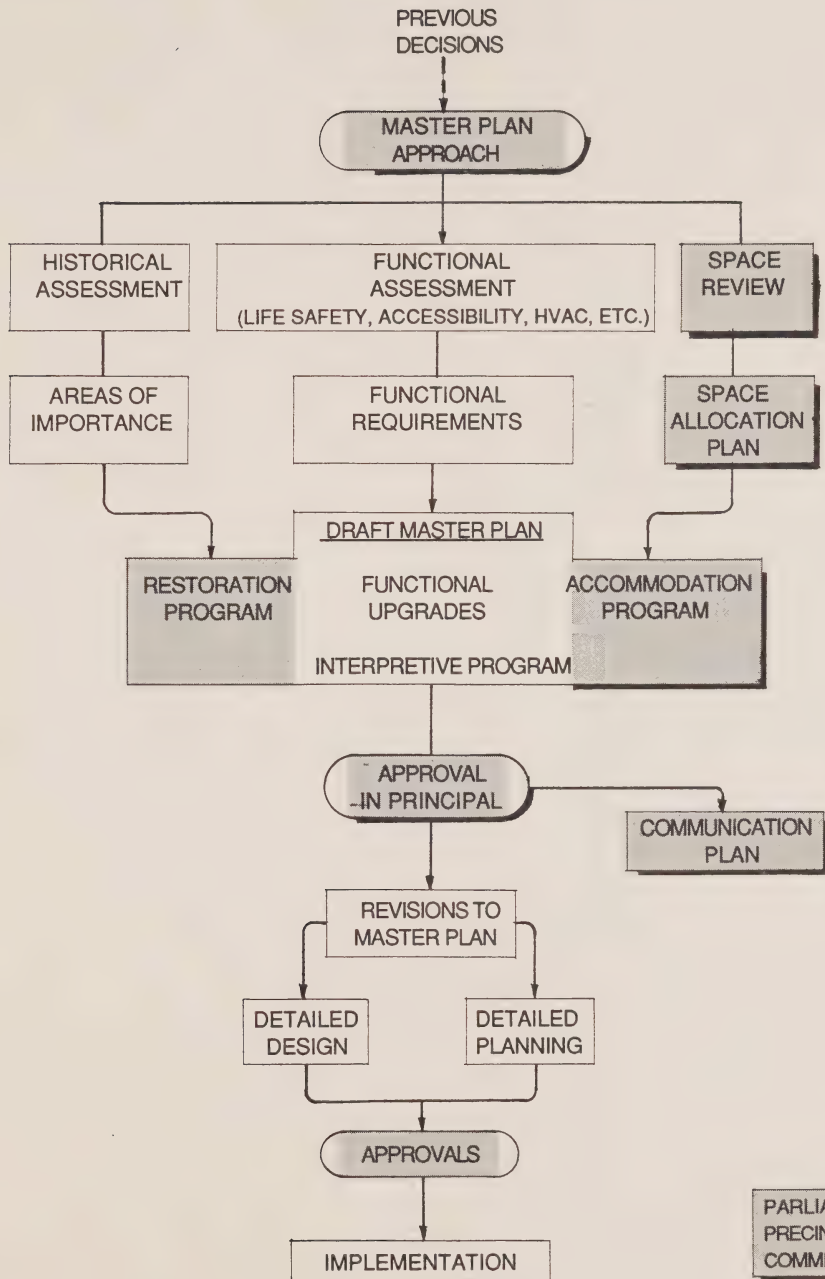 PREVIOUS
DECISIONS
MASTER PLAN
APPROACH
HISTORICAL
ASSESSMENT
FUNCTIONAL
ASSESSMENT
(LIFE SAFETY, ACCESSIBILITY, HVAC, ETC.)
SPACE
REVIEW
AREAS OF
IMPORTANCE
FUNCTIONAL
REQUIREMENTS
SPACE
ALLOCATION
PLAN
DRAFT MASTER PLAN
RESTORATION
PROGRAM
FUNCTIONAL
UPGRADES
INTERPRETIVE PROGRAM
ACCOMMODATION
PROGRAM
APPROVAL
IN PRINCIPAL
COMMUNICATION
PLAN
REVISIONS TO
MASTER PLAN
DETAILED
DESIGN
DETAILED
PLANNING
APPROVALS
IMPLEMENTATION